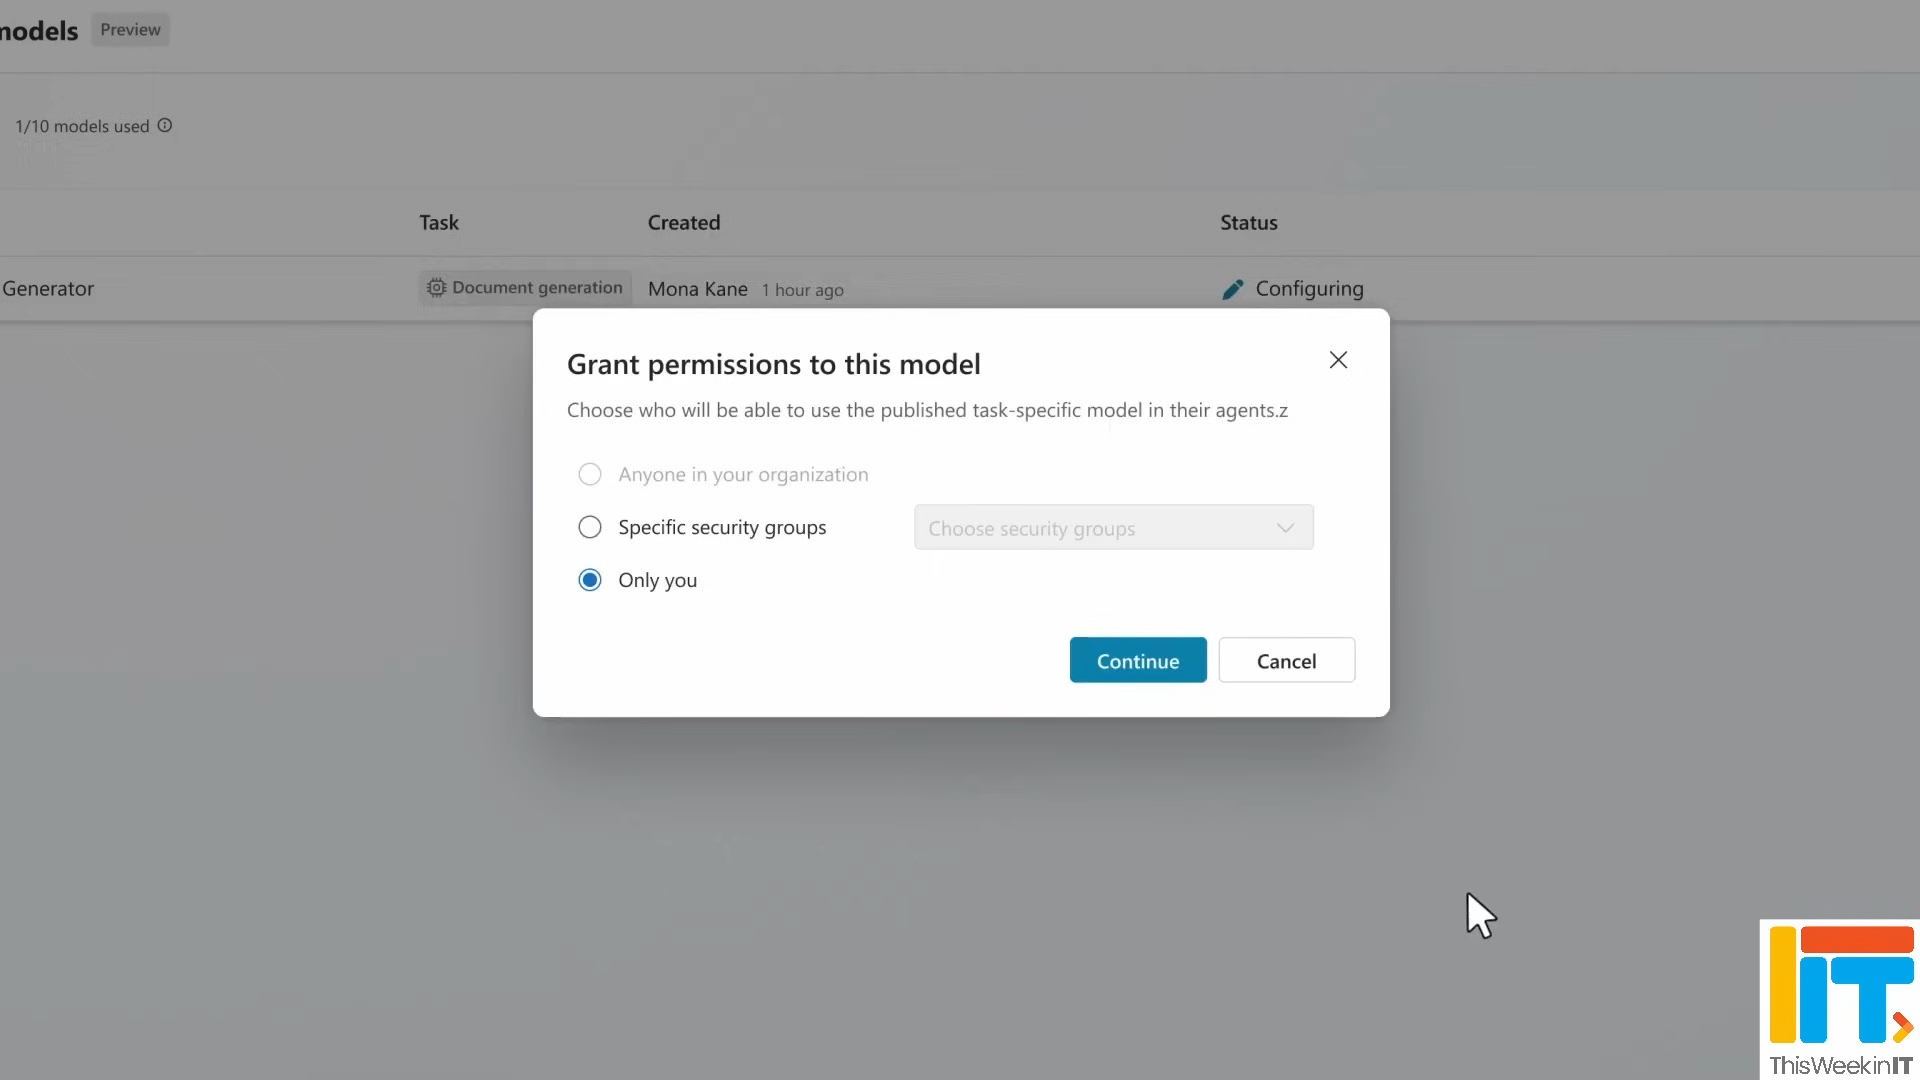 models Preview
1/10 models used
Task Created Status
Generator Document generation Mona Kane 1 hour ago Configuring
Grant permissions to this model
Choose who will be able to use the published task-specific model in their agents.z
Anyone in your organization
Specific security groups Choose security groups
Only you
Continue Cancel
IT
ThisWeekinIT